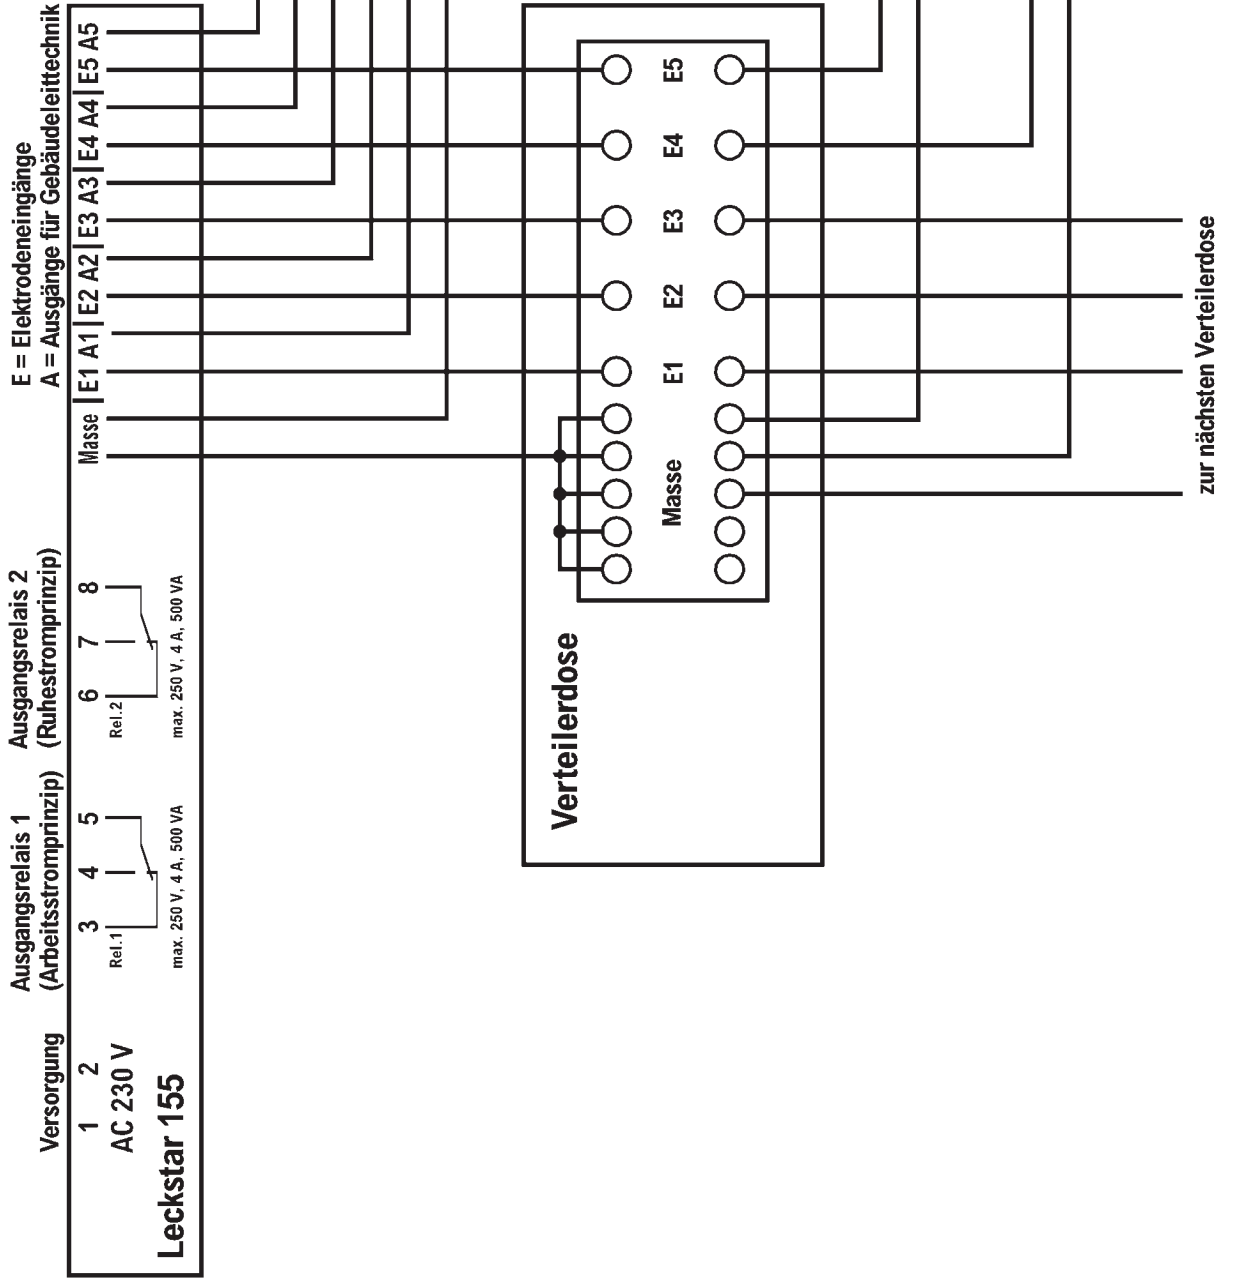 Versorgung
Ausgangsrelais 1
(Arbeitsstromprinzip)
Ausgangsrelais 2
(Ruhestromprinzip)
E = Elektrodeneingänge
A = Ausgänge für Gebäudeleittechnik
1 2 3 4 5 6 7 8 Masse | E1 A1 | E2 A2 | E3 A3 | E4 A4 | E5 A5
AC 230 V
Rel.1
Rel.2
max. 250 V, 4 A, 500 VA
max. 250 V, 4 A, 500 VA
Leckstar 155
Verteilerdose
Masse E1 E2 E3 E4 E5
zur nächsten Verteilerdose